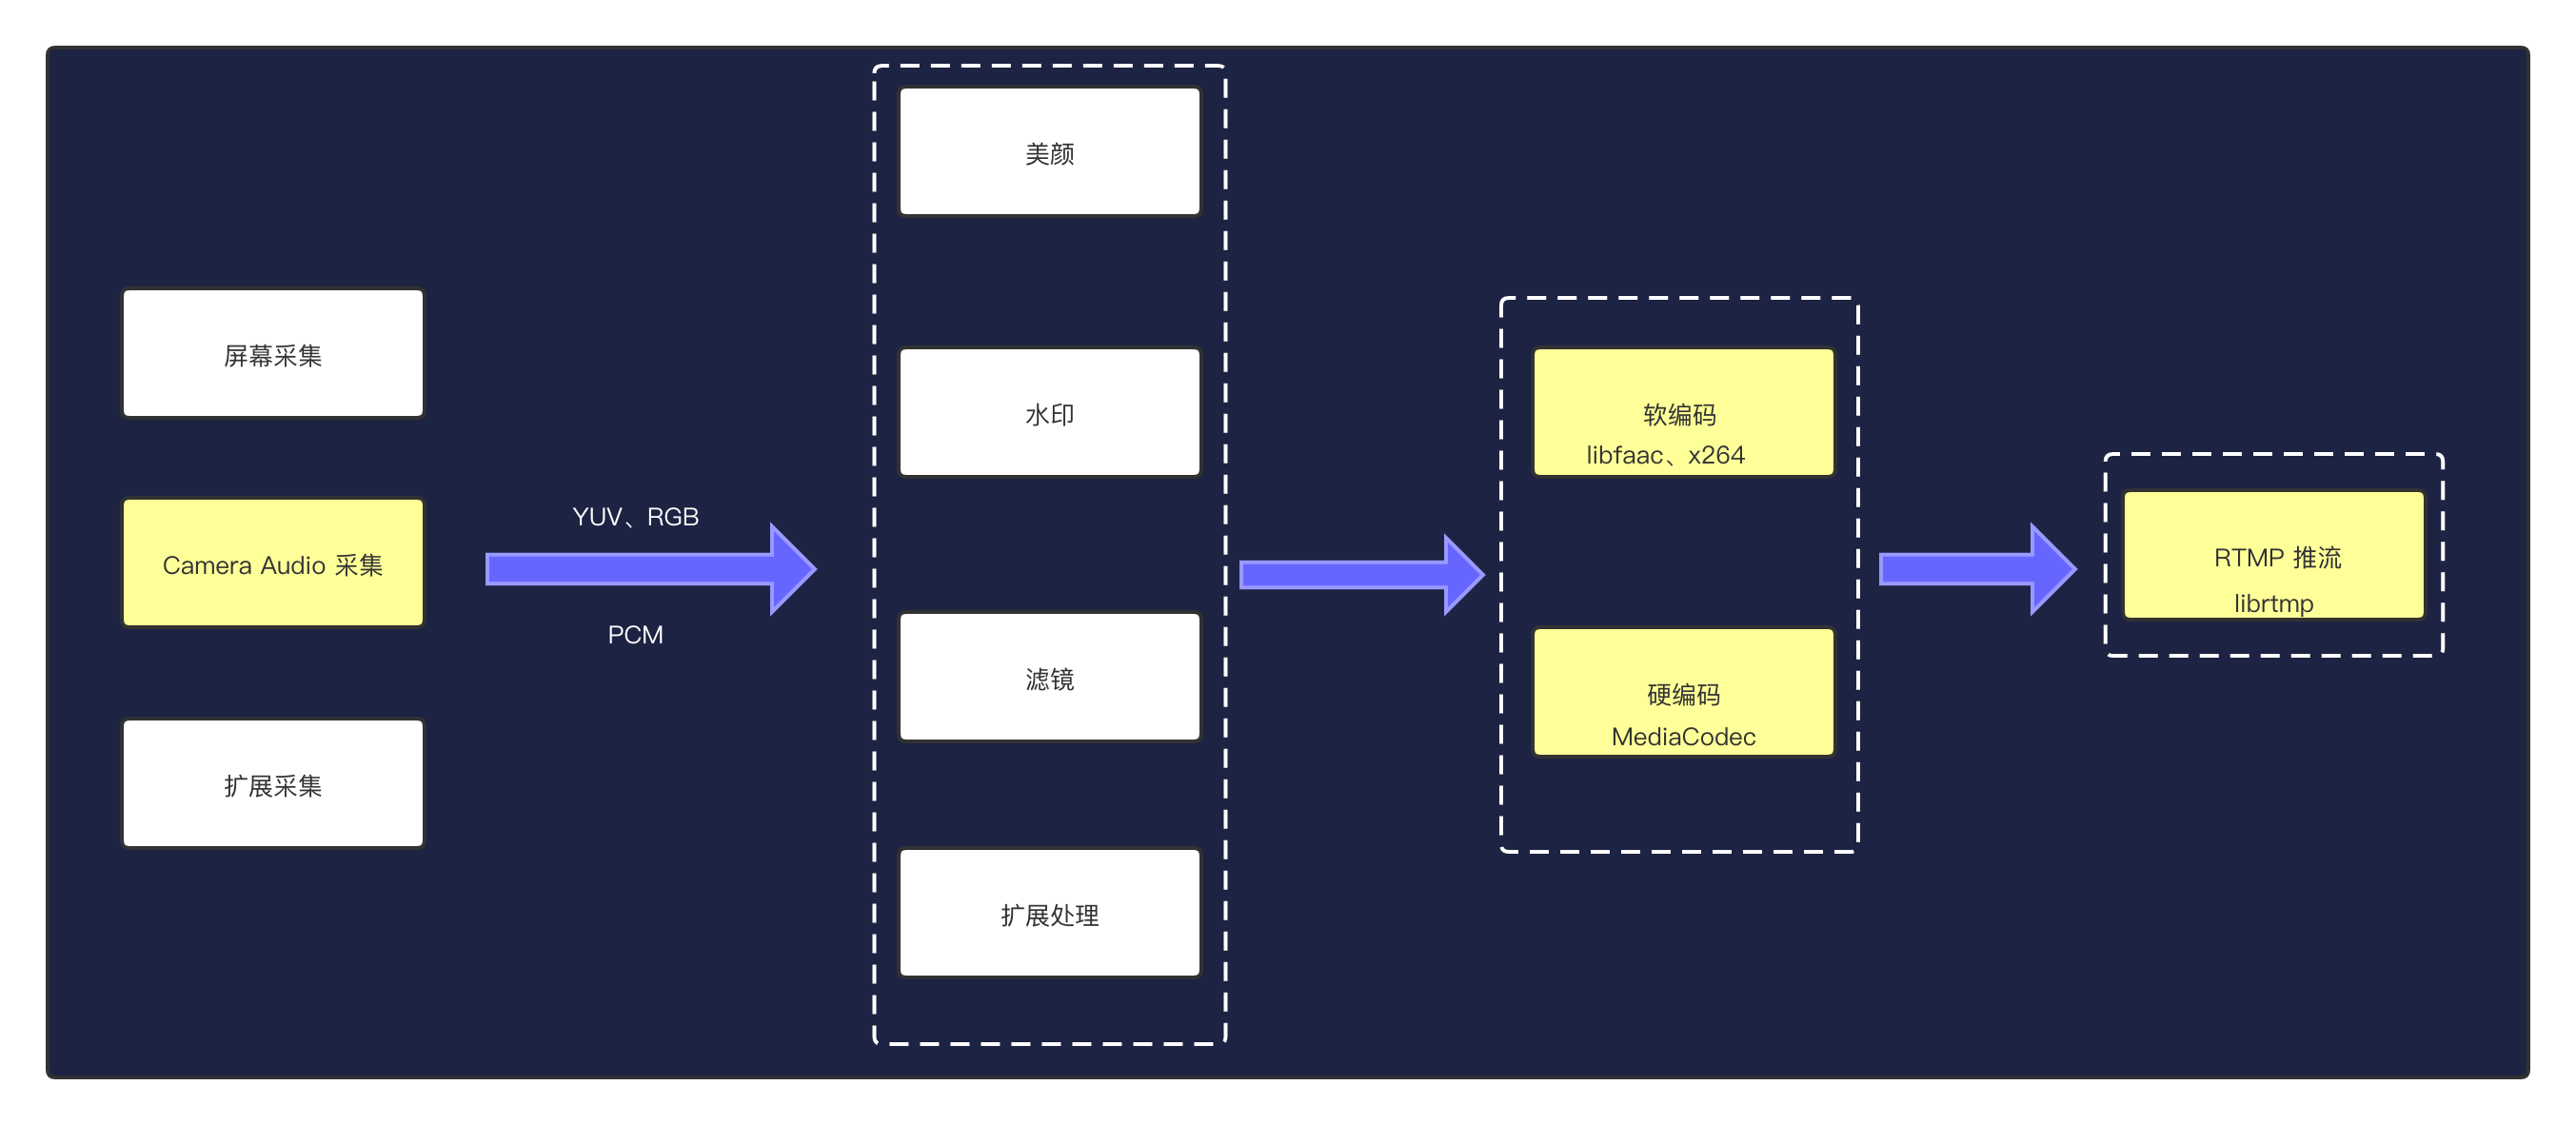 屏幕采集
Camera Audio 采集
扩展采集
YUV、RGB
PCM
美颜
水印
滤镜
扩展处理
软编码
libfaac、x264
硬编码
MediaCodec
RTMP 推流
librtmp